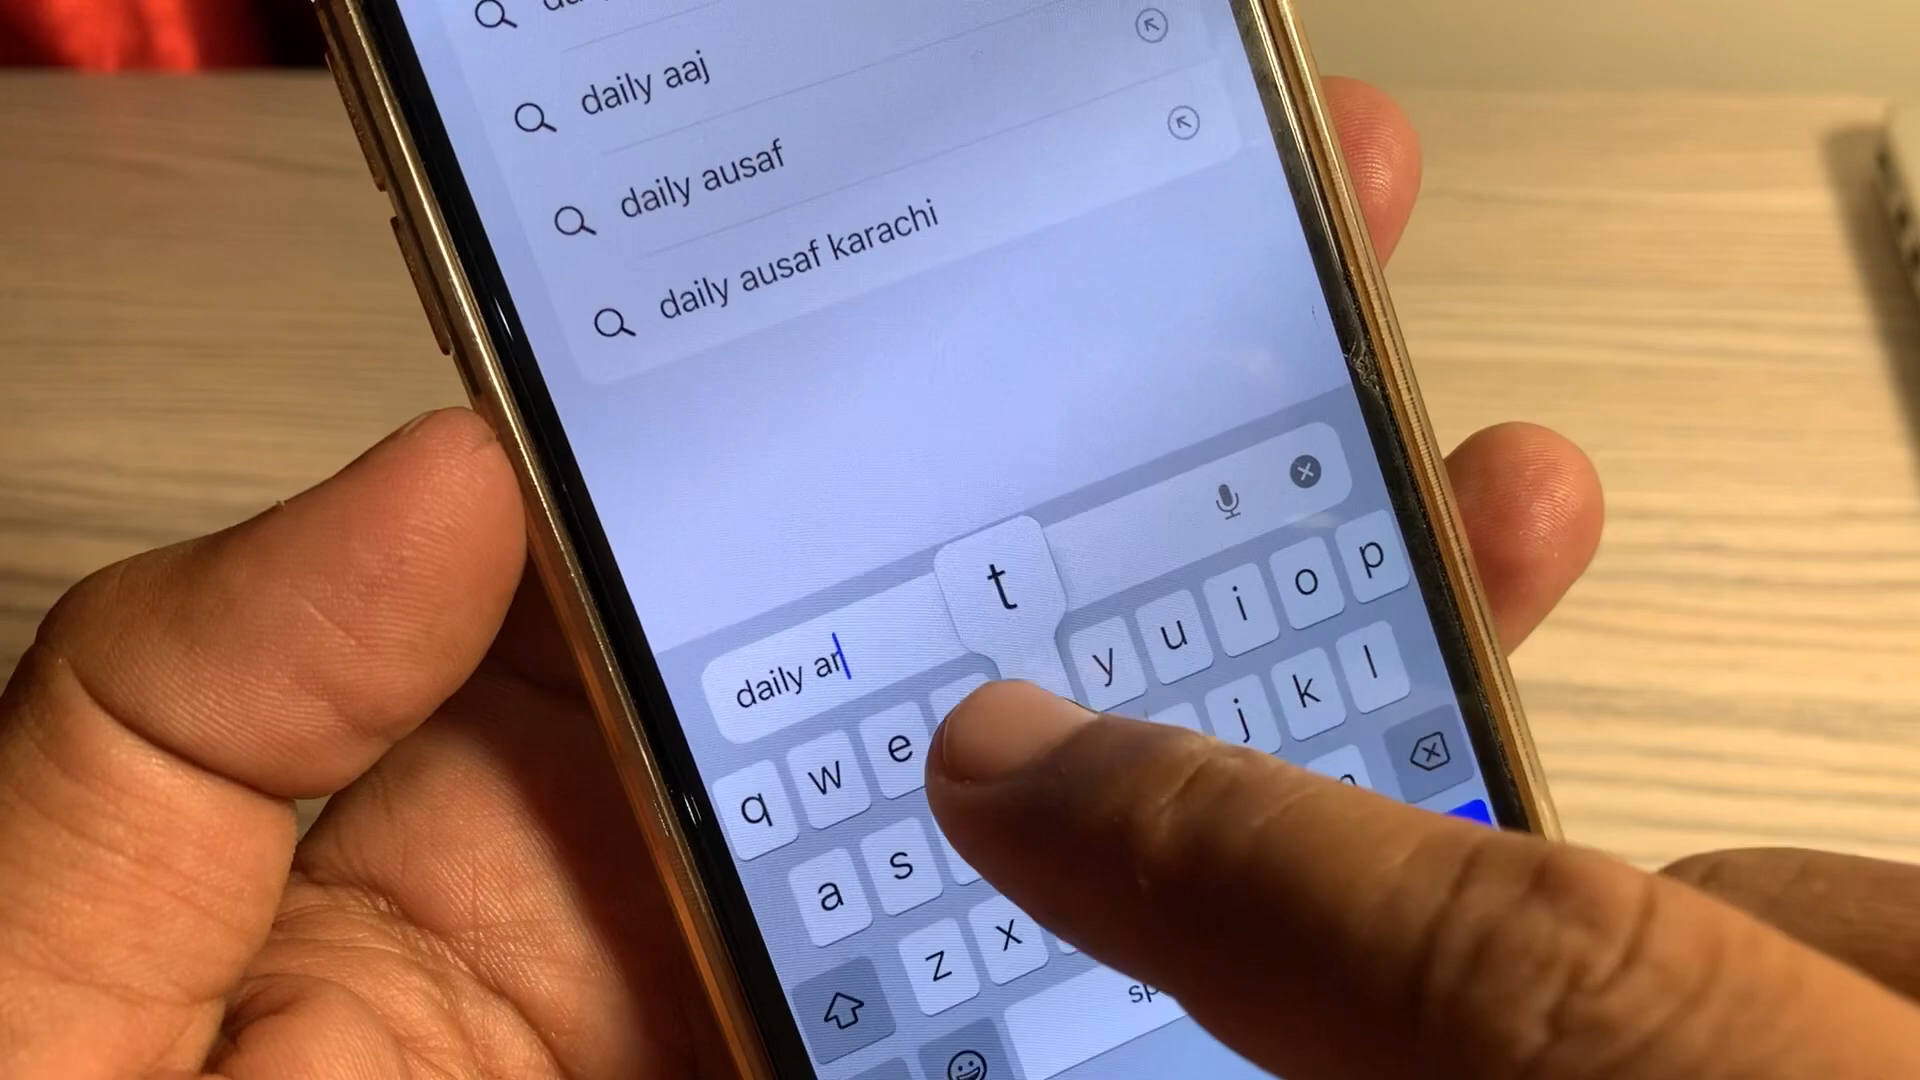 daily aaj
daily ausaf
daily ausaf karachi
daily ar
t
q w e y u i o p
a s j k l
z x